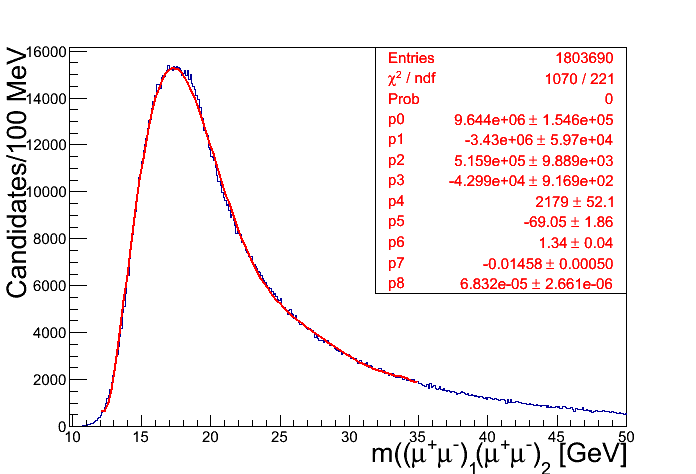 Candidates/100 MeV
16000
14000
12000
10000
8000
6000
4000
2000
0
Entries 1803690
χ² / ndf 1070 / 221
Prob 0
p0 9.644e+06 ± 1.546e+05
p1 -3.43e+06 ± 5.97e+04
p2 5.159e+05 ± 9.889e+03
p3 -4.299e+04 ± 9.169e+02
p4 2179 ± 52.1
p5 -69.05 ± 1.86
p6 1.34 ± 0.04
p7 -0.01458 ± 0.00050
p8 6.832e-05 ± 2.661e-06
10 15 20 25 30 35 40 45 50
m((μ⁺μ⁻)₁(μ⁺μ⁻)₂ [GeV]